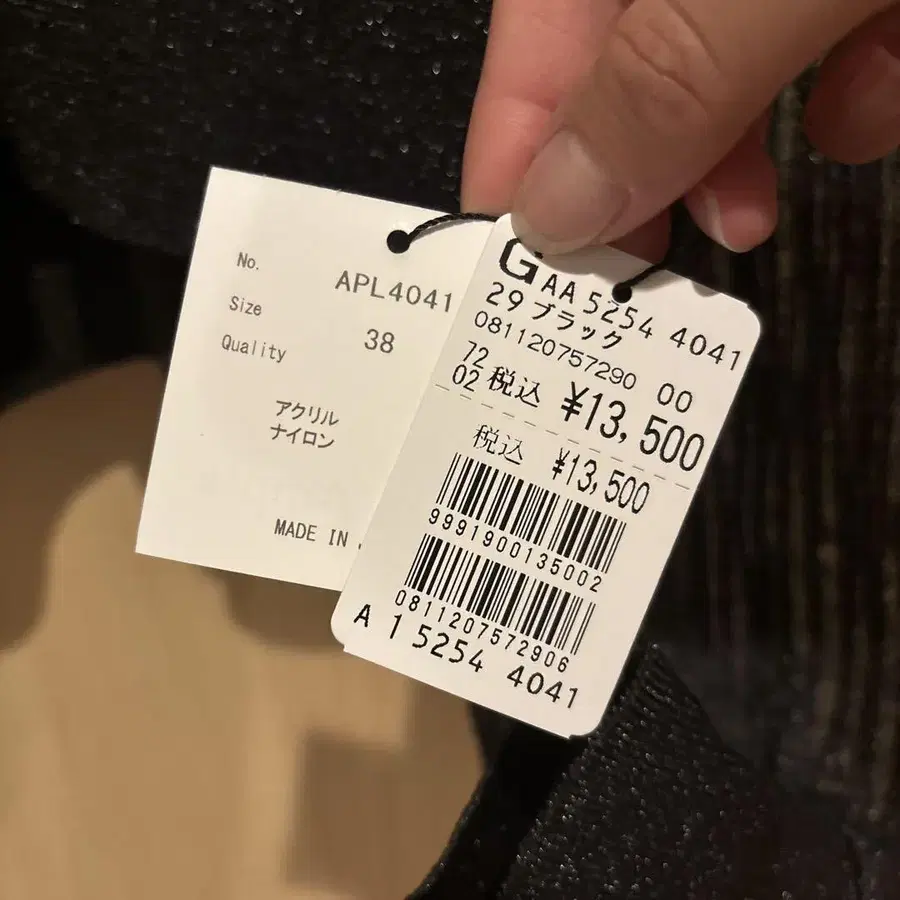 No.
APL4041
Size
38
Quality
アクリル
ナイロン
MADE IN
G AA 5254 4041
29 ブラック
081120757290 00
72
02 税込 ¥13,500
税込 ¥13,500
9991900135002
0811207572906
A 1 5254 4041